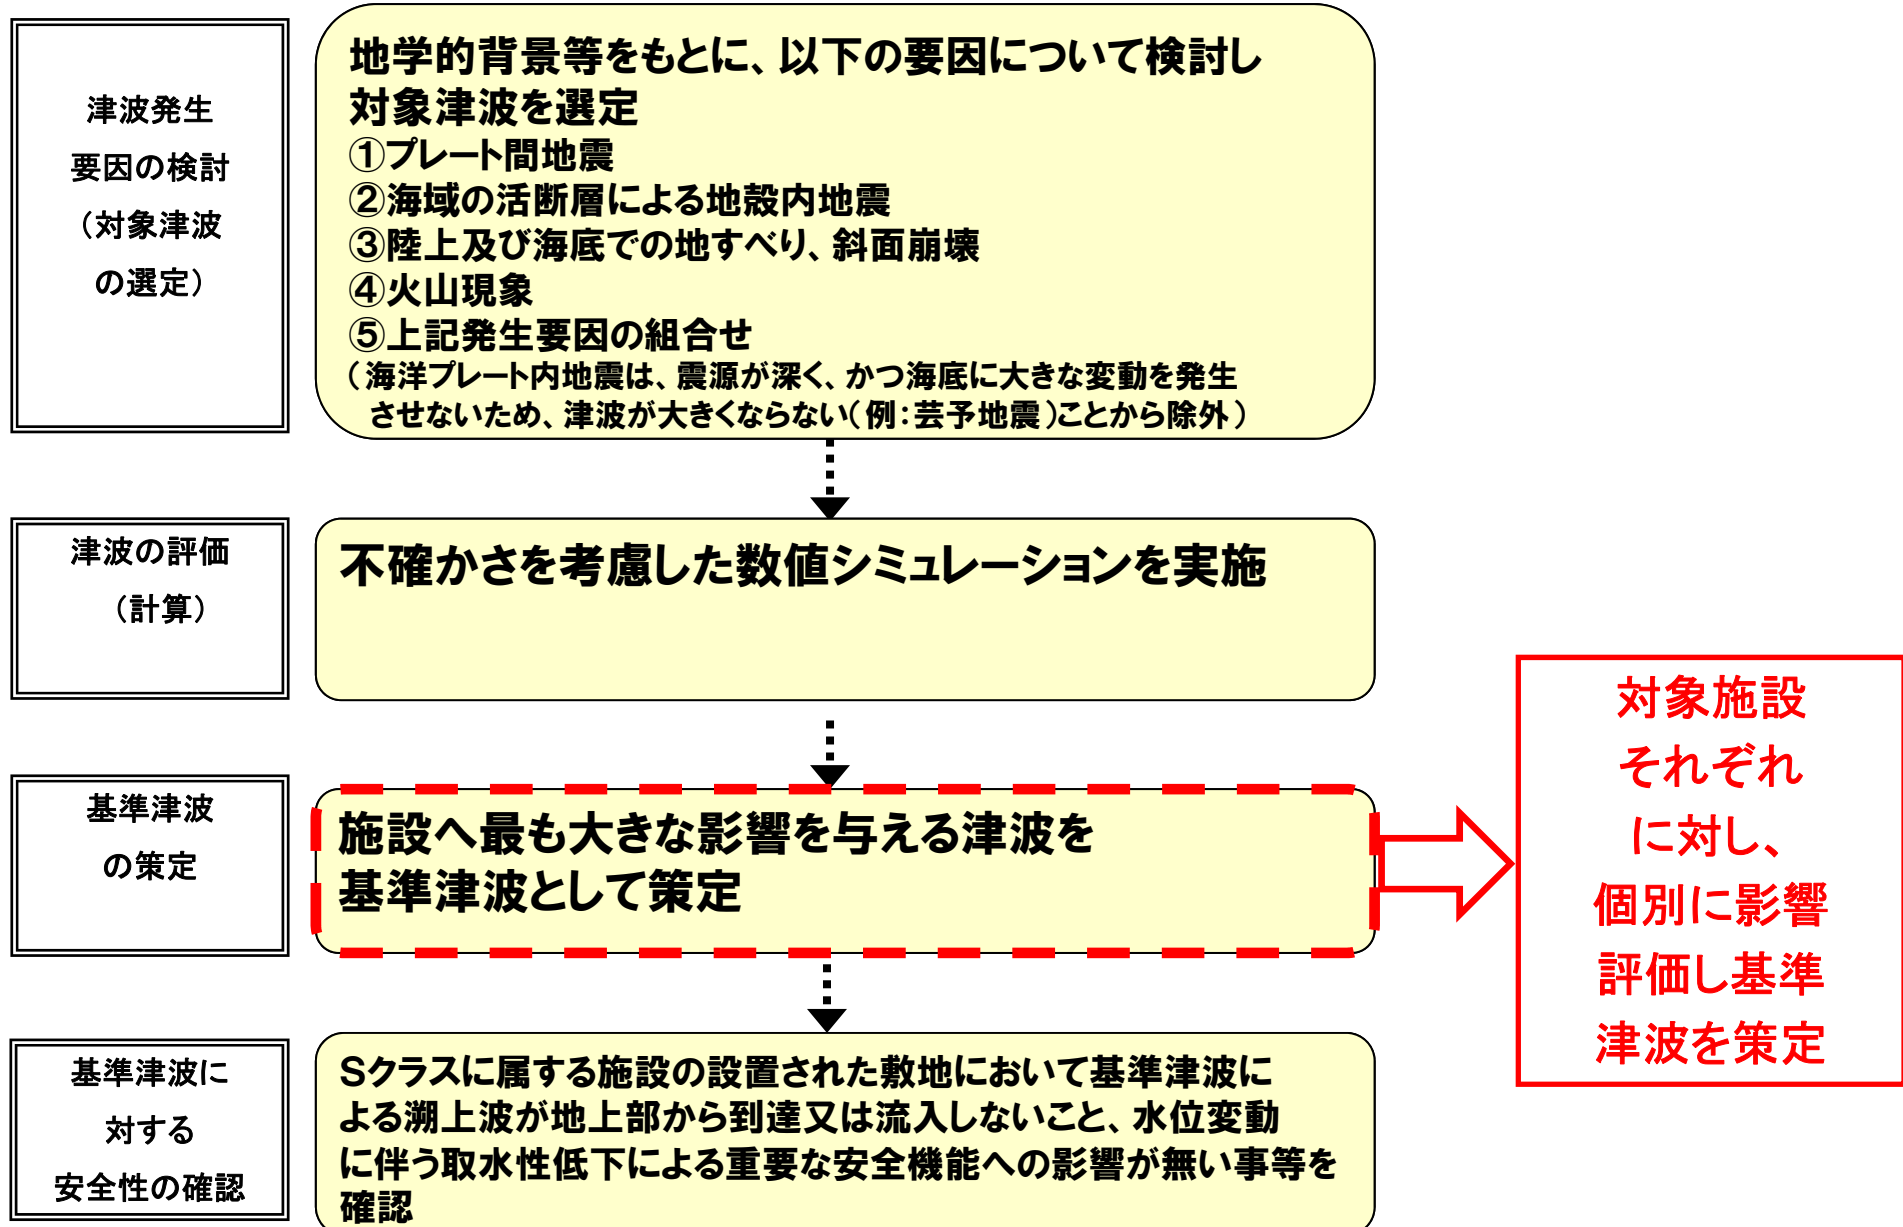 津波発生
要因の検討
（対象津波
の選定）
地学的背景等をもとに、以下の要因について検討し
対象津波を選定
①プレート間地震
②海域の活断層による地殻内地震
③陸上及び海底での地すべり、斜面崩壊
④火山現象
⑤上記発生要因の組合せ
（海洋プレート内地震は、震源が深く、かつ海底に大きな変動を発生
させないため、津波が大きくならない（例：芸予地震）ことから除外）
津波の評価
（計算）
不確かさを考慮した数値シミュレーションを実施
基準津波
の策定
施設へ最も大きな影響を与える津波を
基準津波として策定
対象施設
それぞれ
に対し、
個別に影響
評価し基準
津波を策定
基準津波に
対する
安全性の確認
Sクラスに属する施設の設置された敷地において基準津波に
よる溯上波が地上部から到達又は流入しないこと、水位変動
に伴う取水性低下による重要な安全機能への影響が無い事等を
確認